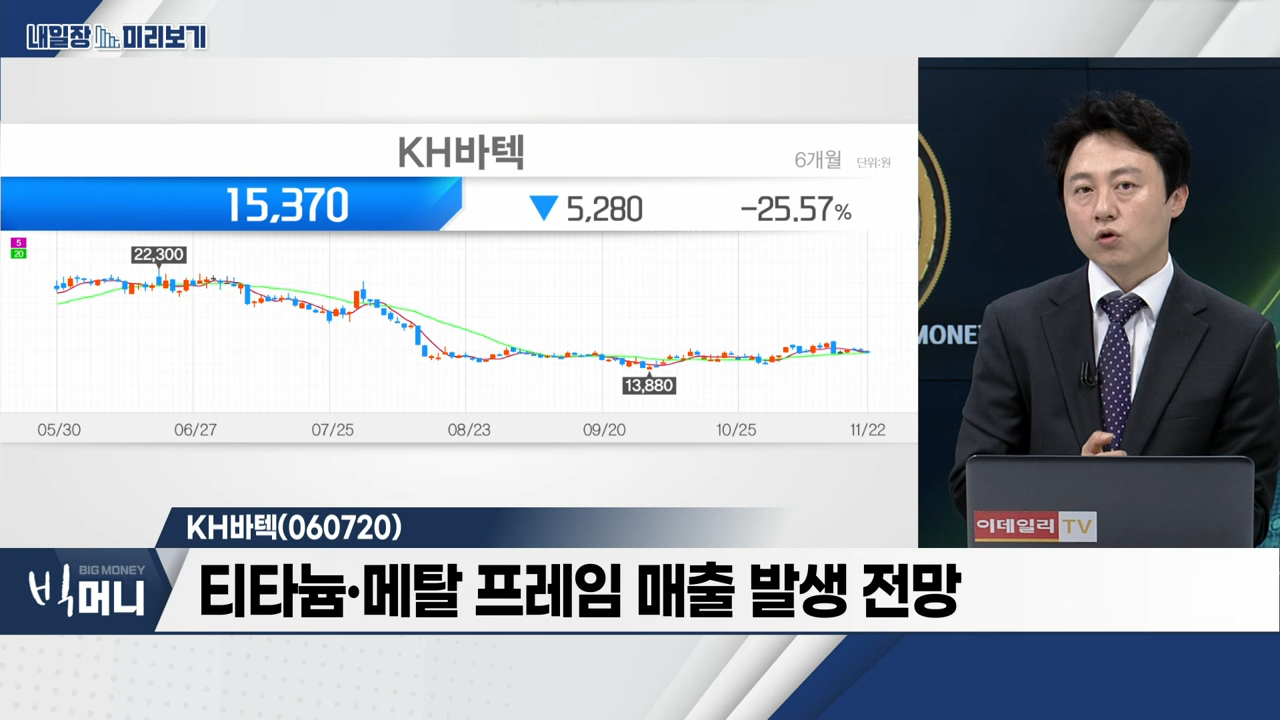 내일장 미리보기
KH바텍
6개월 단위:원
15,370 ▼ 5,280 -25.57%
5
20
22,300
13,880
05/30 06/27 07/25 08/23 09/20 10/25 11/22
MONEY
이데일리 TV
KH바텍(060720)
BIG MONEY
빅머니
티타늄·메탈 프레임 매출 발생 전망